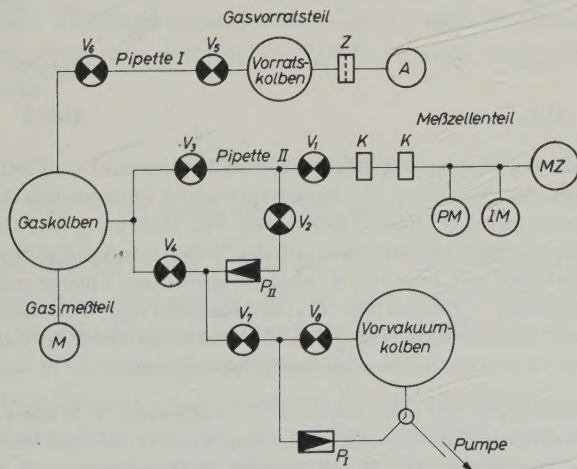 Gasvorratsteil
V6
Pipette I
V5
Vorrats-
kolben
Z
A
Meßzellenteil
V3
Pipette II
V1
K
K
MZ
Gaskolben
V2
PM
IM
V4
PII
Gasmeßteil
V7
V8
Vorvakuum-
kolben
M
PI
Pumpe